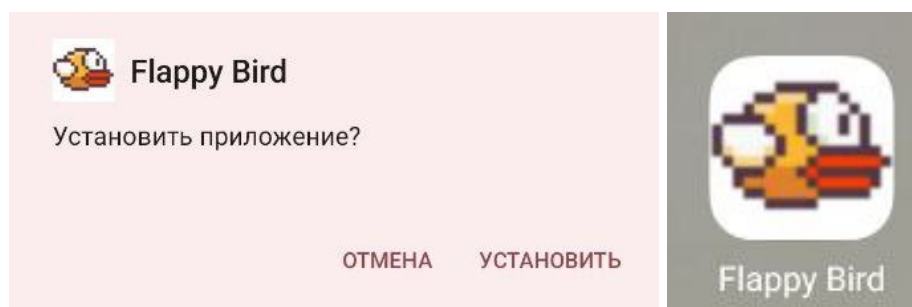 Flappy Bird
Установить приложение?
ОТМЕНА УСТАНОВИТЬ
Flappy Bird